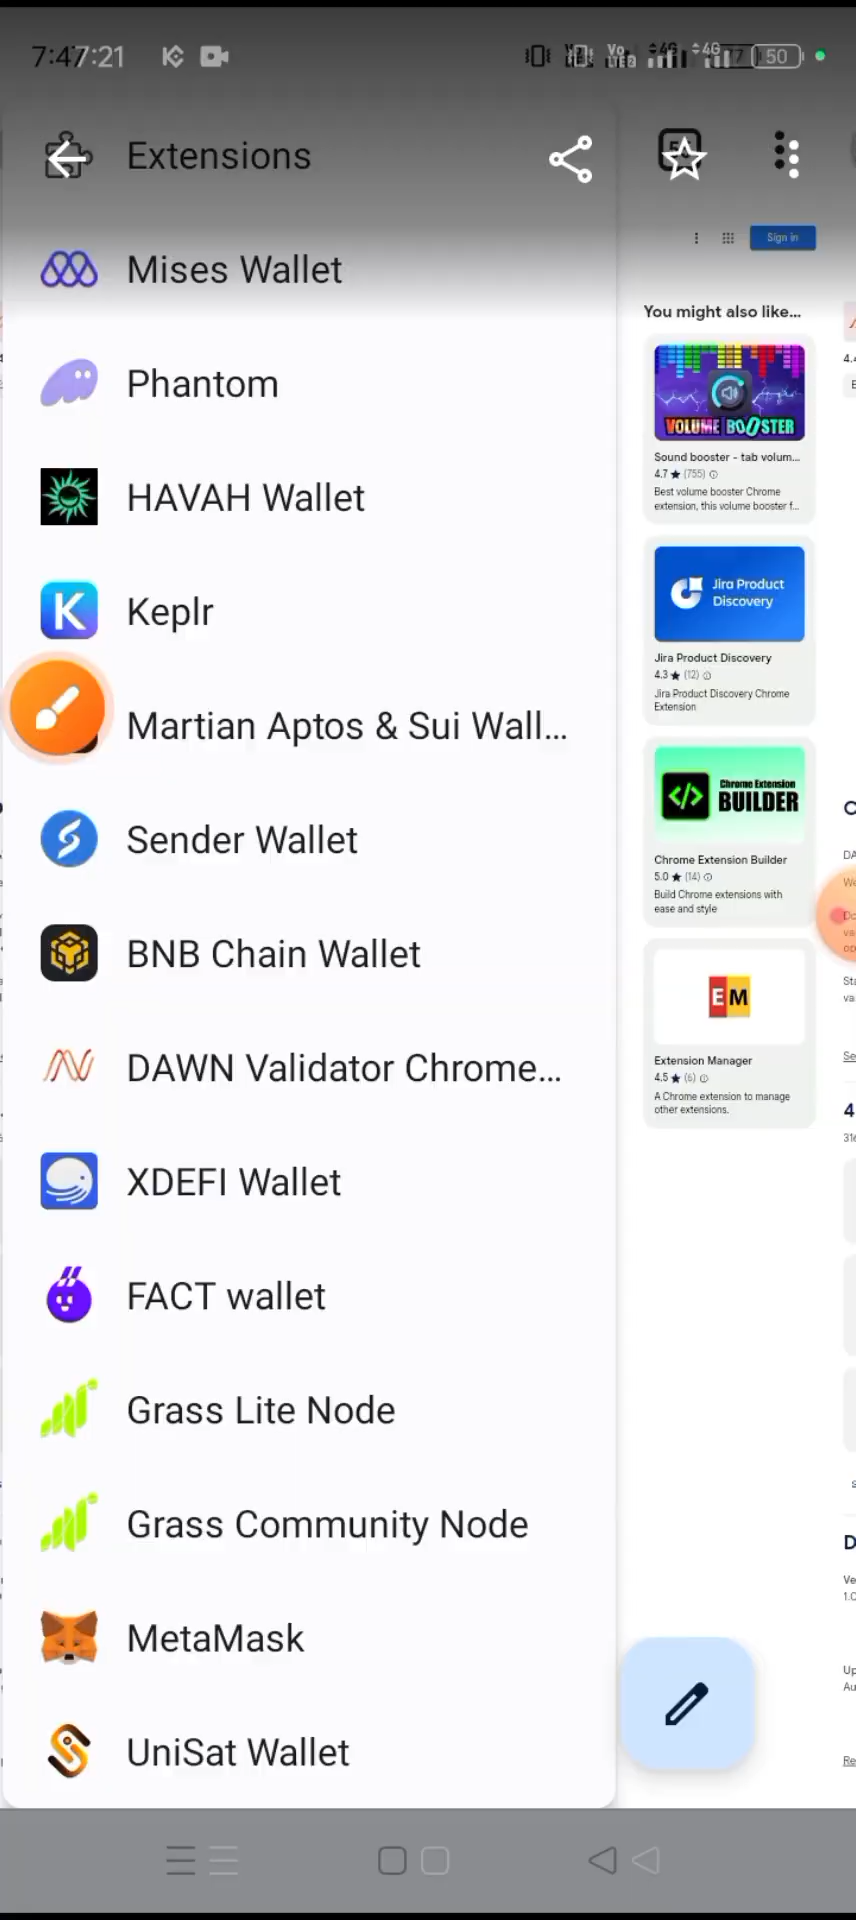 7:47
7:21
50
Extensions
Sign in
Mises Wallet
You might also like...
Phantom
VOLUME BOOSTER
Sound booster - tab volum...
4.7 ★ (755)
Best volume booster Chrome
extension, this volume booster f...
HAVAH Wallet
Keplr
Jira Product
Discovery
Jira Product Discovery
4.3 ★ (12)
Jira Product Discovery Chrome
Extension
Martian Aptos & Sui Wall...
Sender Wallet
Chrome Extension
BUILDER
Chrome Extension Builder
5.0 ★ (14)
Build Chrome extensions with
ease and style
BNB Chain Wallet
EM
Extension Manager
4.5 ★ (6)
A Chrome extension to manage
other extensions.
DAWN Validator Chrome...
XDEFI Wallet
FACT wallet
Grass Lite Node
Grass Community Node
MetaMask
UniSat Wallet